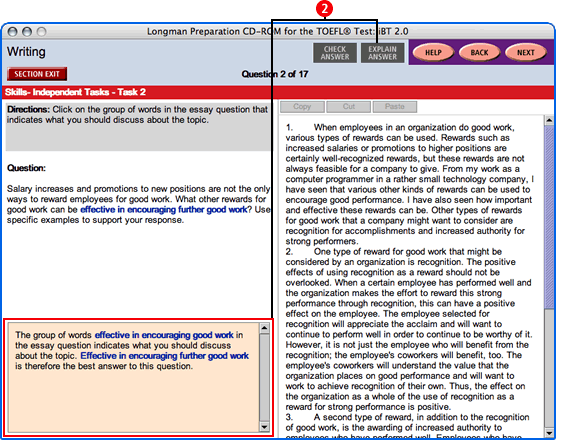 2
Longman Preparation CD-ROM for the TOEFL® Test: iBT 2.0
Writing
CHECK ANSWER
EXPLAIN ANSWER
HELP
BACK
NEXT
SECTION EXIT
Question 2 of 17
Skills- Independent Tasks - Task 2
Directions: Click on the group of words in the essay question that
indicates what you should discuss about the topic.
Question:
Salary increases and promotions to new positions are not the only
ways to reward employees for good work. What other rewards for
good work can be effective in encouraging further good work? Use
specific examples to support your response.
The group of words effective in encouraging good work in
the essay question indicates what you should discuss
about the topic. Effective in encouraging further good work
is therefore the best answer to this question.
Copy
Cut
Paste
1. When employees in an organization do good work,
various types of rewards can be used. Rewards such as
increased salaries or promotions to higher positions are
certainly well-recognized rewards, but these rewards are not
always feasible for a company to give. From my work as a
computer programmer in a rather small technology company, I
have seen that various other kinds of rewards can be used to
encourage good performance. I have also seen how important
and effective these rewards can be. Other types of rewards
for good work that a company might want to consider are
recognition for accomplishments and increased authority for
strong performers.
2. One type of reward for good work that might be
considered by an organization is recognition. The positive
effects of using recognition as a reward should not be
overlooked. When a certain employee has performed well and
the organization makes the effort to reward this strong
performance through recognition, this can have a positive
effect on the employee. The employee selected for
recognition will appreciate the acclaim and will want to
continue to perform well in order to continue to be worthy of it.
However, it is not just the employee who will benefit from the
recognition; the employee's coworkers will benefit, too. The
employee's coworkers will understand the value that the
organization places on good performance and will want to
work to achieve recognition of their own. Thus, the effect on
the organization as a whole of the use of recognition as a
reward for strong performance is positive.
3. A second type of reward, in addition to the recognition
of good work, is the awarding of increased authority to
employees who have performed well. Employees who have